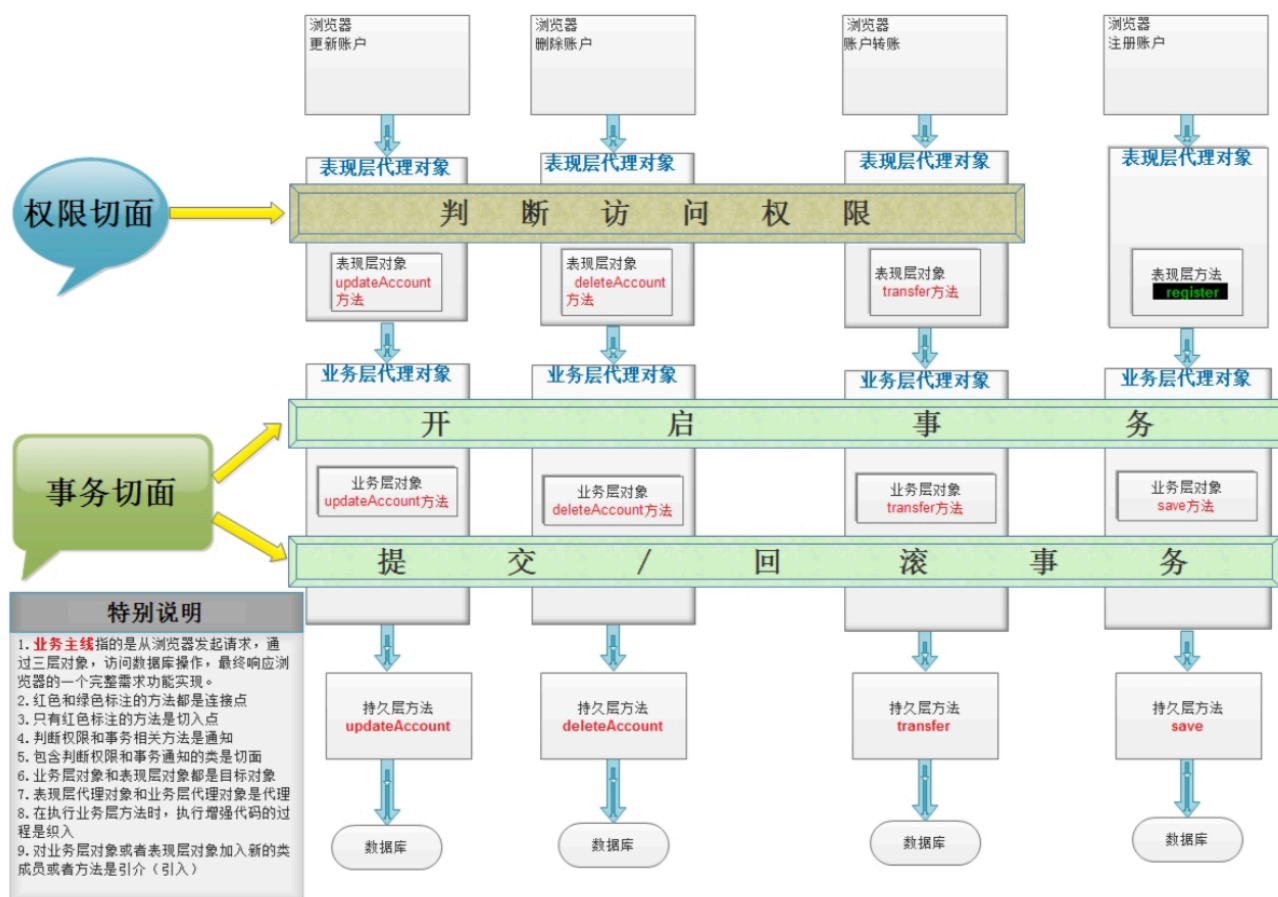 浏览器
更新账户
浏览器
删除账户
浏览器
账户转账
浏览器
注册账户
表现层代理对象
表现层代理对象
表现层代理对象
表现层代理对象
权限切面
判断访问权限
表现层对象
updateAccount
方法
表现层对象
deleteAccount
方法
表现层对象
transfer方法
表现层方法
register
业务层代理对象
业务层代理对象
业务层代理对象
业务层代理对象
开启事务
事务切面
业务层对象
updateAccount方法
业务层对象
deleteAccount方法
业务层对象
transfer方法
业务层对象
save方法
提交/回滚事务
特别说明
1.业务主线指的是从浏览器发起请求，通
过三层对象，访问数据库操作，最终响应浏
览器的一个完整需求功能实现。
2.红色和绿色标注的方法都是连接点
3.只有红色标注的方法是切入点
4.判断权限和事务相关方法是通知
5.包含判断权限和事务通知的类是切面
6.业务层对象和表现层对象都是目标对象
7.表现层代理对象和业务层代理对象是代理
8.在执行业务层方法时，执行增强代码的过
程是织入
9.对业务层对象或者表现层对象加入新的类
成员或者方法是引介（引入）
持久层方法
updateAccount
持久层方法
deleteAccount
持久层方法
transfer
持久层方法
save
数据库
数据库
数据库
数据库